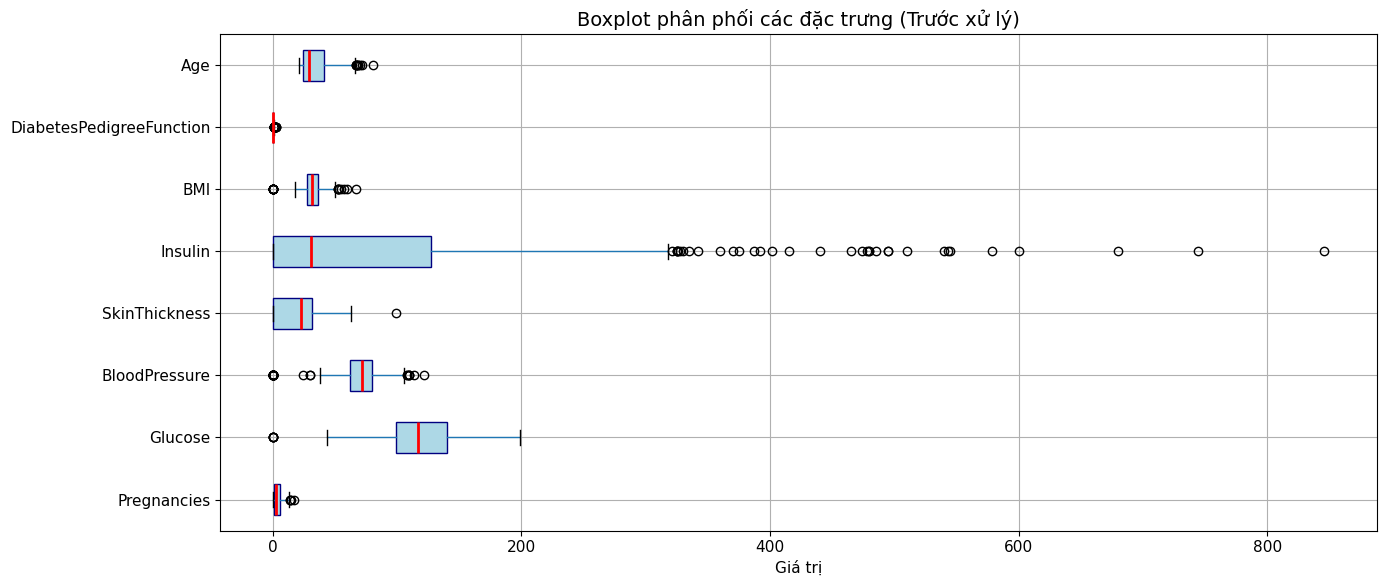 Boxplot phân phối các đặc trưng (Trước xử lý)
Age
DiabetesPedigreeFunction
BMI
Insulin
SkinThickness
BloodPressure
Glucose
Pregnancies
0 200 400 600 800
Giá trị